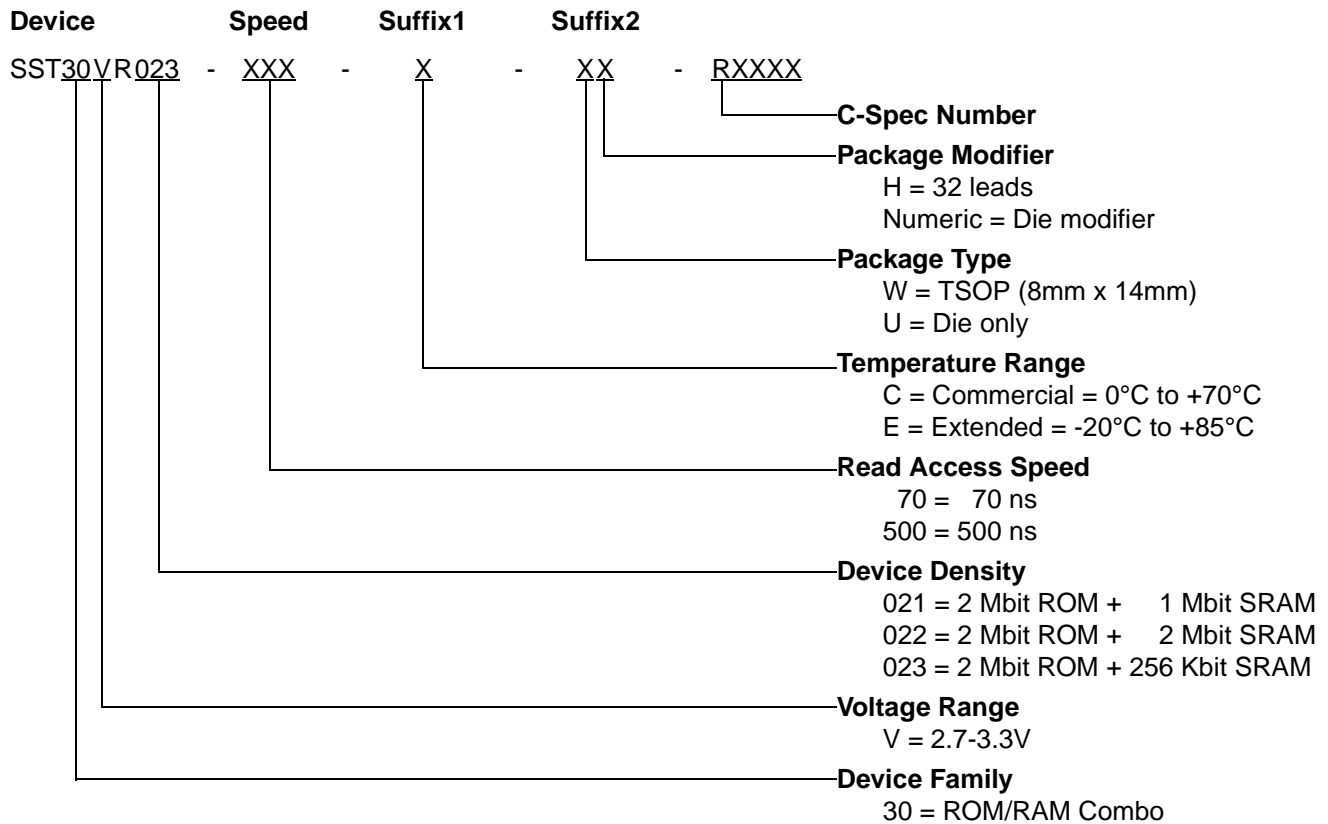 Device Speed Suffix1 Suffix2
SST30VR023 - XXX - X - XX - RXXXX
C-Spec Number
Package Modifier
H = 32 leads
Numeric = Die modifier
Package Type
W = TSOP (8mm x 14mm)
U = Die only
Temperature Range
C = Commercial = 0°C to +70°C
E = Extended = -20°C to +85°C
Read Access Speed
70 = 70 ns
500 = 500 ns
Device Density
021 = 2 Mbit ROM + 1 Mbit SRAM
022 = 2 Mbit ROM + 2 Mbit SRAM
023 = 2 Mbit ROM + 256 Kbit SRAM
Voltage Range
V = 2.7-3.3V
Device Family
30 = ROM/RAM Combo